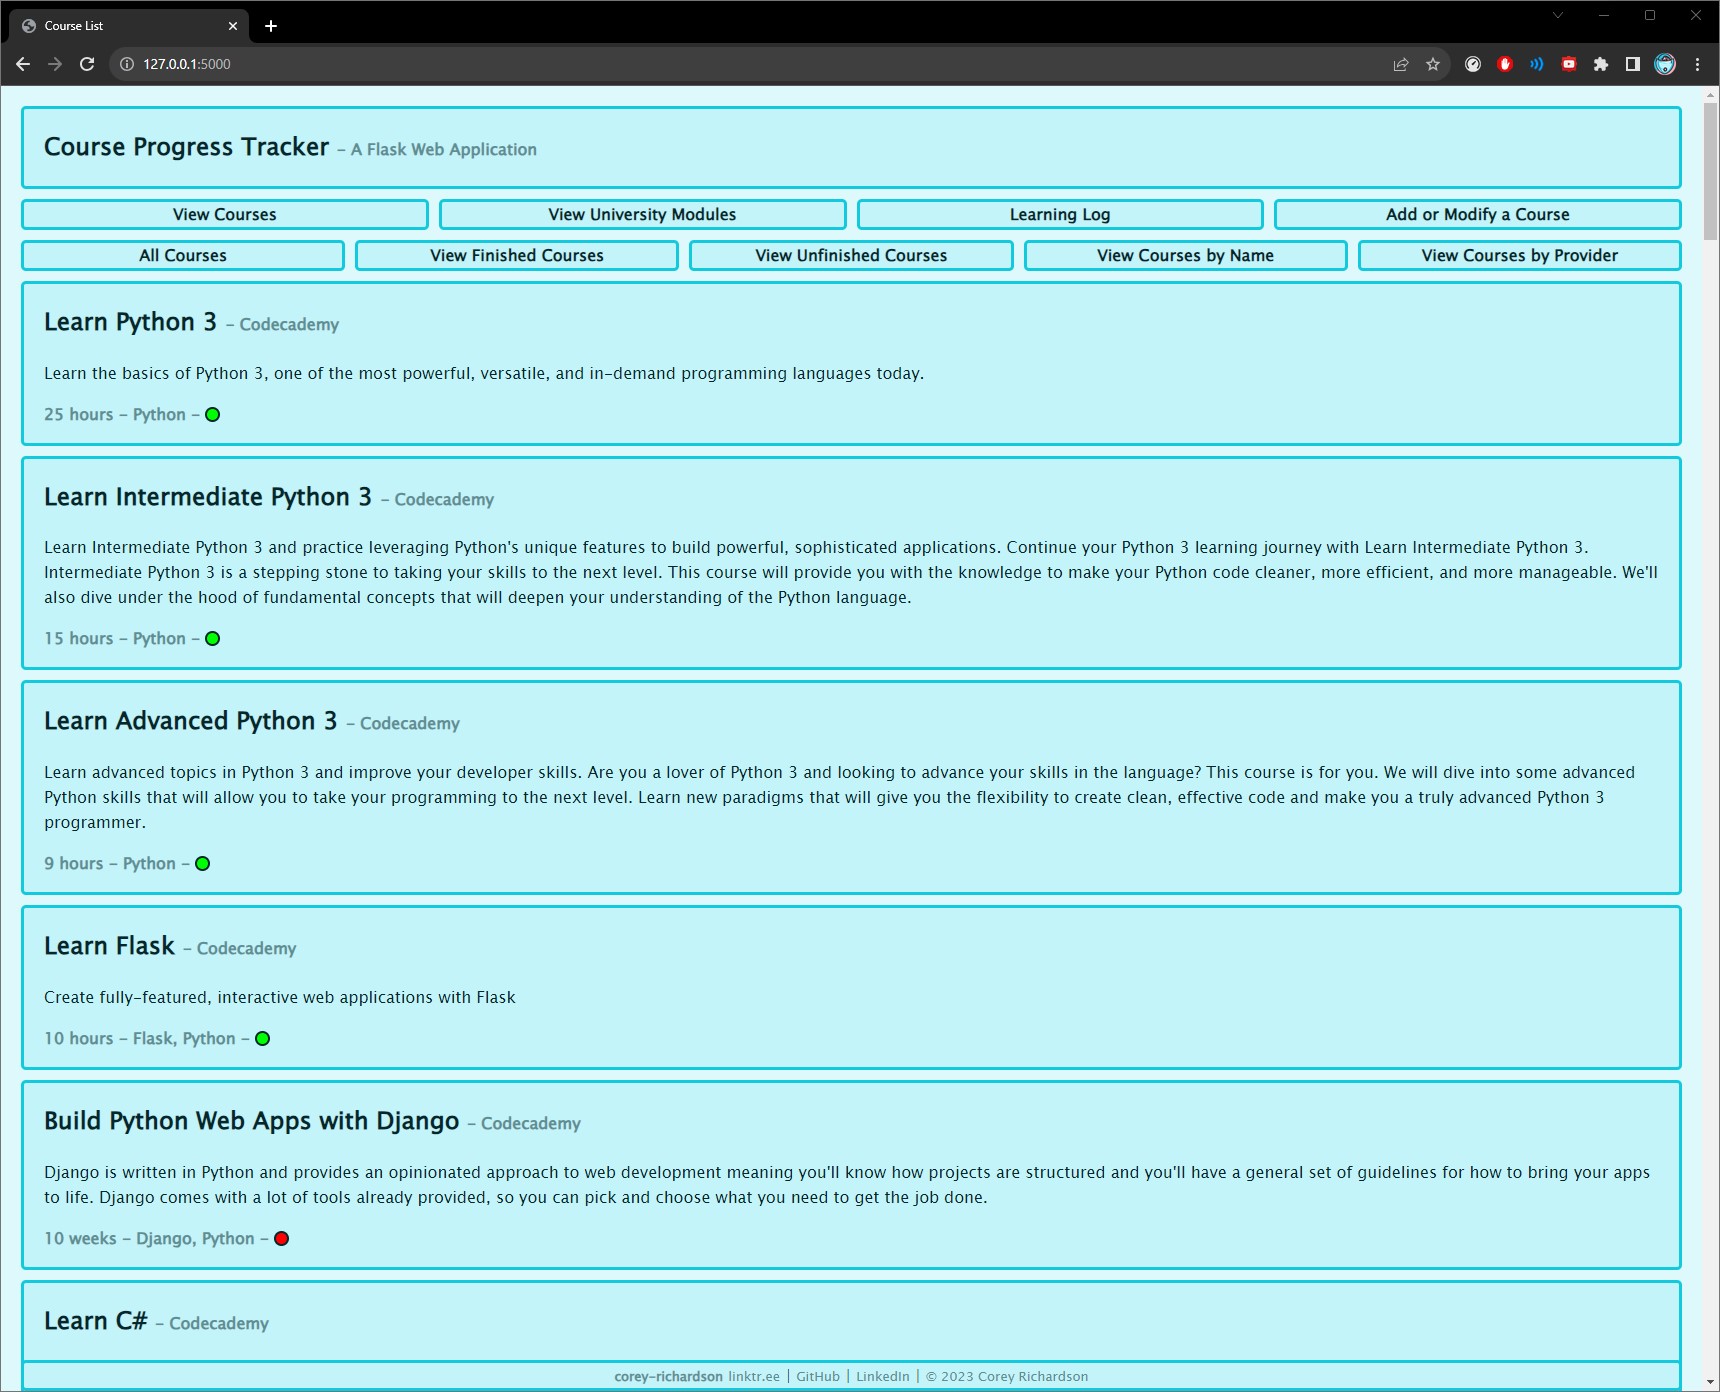 Course List
127.0.0.1:5000
Course Progress Tracker - A Flask Web Application
View Courses
View University Modules
Learning Log
Add or Modify a Course
All Courses
View Finished Courses
View Unfinished Courses
View Courses by Name
View Courses by Provider
Learn Python 3 - Codecademy
Learn the basics of Python 3, one of the most powerful, versatile, and in-demand programming languages today.
25 hours - Python -
Learn Intermediate Python 3 - Codecademy
Learn Intermediate Python 3 and practice leveraging Python's unique features to build powerful, sophisticated applications. Continue your Python 3 learning journey with Learn Intermediate Python 3.
Intermediate Python 3 is a stepping stone to taking your skills to the next level. This course will provide you with the knowledge to make your Python code cleaner, more efficient, and more manageable. We'll
also dive under the hood of fundamental concepts that will deepen your understanding of the Python language.
15 hours - Python -
Learn Advanced Python 3 - Codecademy
Learn advanced topics in Python 3 and improve your developer skills. Are you a lover of Python 3 and looking to advance your skills in the language? This course is for you. We will dive into some advanced
Python skills that will allow you to take your programming to the next level. Learn new paradigms that will give you the flexibility to create clean, effective code and make you a truly advanced Python 3
programmer.
9 hours - Python -
Learn Flask - Codecademy
Create fully-featured, interactive web applications with Flask
10 hours - Flask, Python -
Build Python Web Apps with Django - Codecademy
Django is written in Python and provides an opinionated approach to web development meaning you'll know how projects are structured and you'll have a general set of guidelines for how to bring your apps
to life. Django comes with a lot of tools already provided, so you can pick and choose what you need to get the job done.
10 weeks - Django, Python -
Learn C# - Codecademy
corey-richardson linktr.ee | GitHub | LinkedIn | © 2023 Corey Richardson